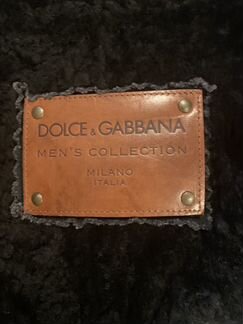 DOLCE & GABBANA
MEN'S COLLECTION
MILANO
ITALIA